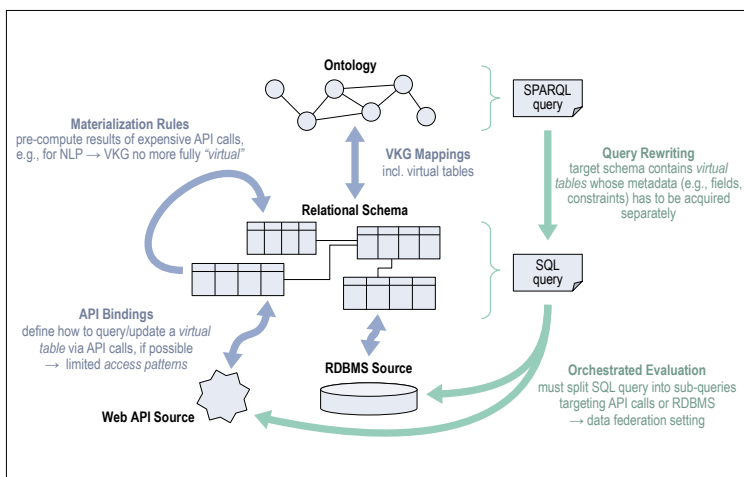 Ontology
SPARQL
query
Materialization Rules
pre-compute results of expensive API calls,
e.g., for NLP → VKG no more fully “virtual”
VKG Mappings
incl. virtual tables
Query Rewriting
target schema contains virtual
tables whose metadata (e.g., fields,
constraints) has to be acquired
separately
Relational Schema
SQL
query
API Bindings
define how to query/update a virtual
table via API calls, if possible
→ limited access patterns
RDBMS Source
Orchestrated Evaluation
must split SQL query into sub-queries
targeting API calls or RDBMS
→ data federation setting
Web API Source